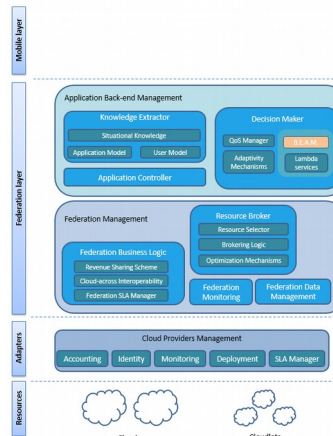 Mobile layer
Federation layer
Application Back-end Management
Knowledge Extractor
Situational Knowledge
Application Model
User Model
Application Controller
Decision Maker
QoS Manager
Adaptivity
Mechanisms
Lambda
services
Federation Management
Resource Broker
Resource Selector
Brokering Logic
Optimization Mechanisms
Federation Business Logic
Revenue Sharing Scheme
Cloud-across Interoperability
Federation SLA Manager
Federation
Monitoring
Federation Data
Management
Adapters
Cloud Providers Management
Accounting
Identity
Monitoring
Deployment
SLA Manager
Resources